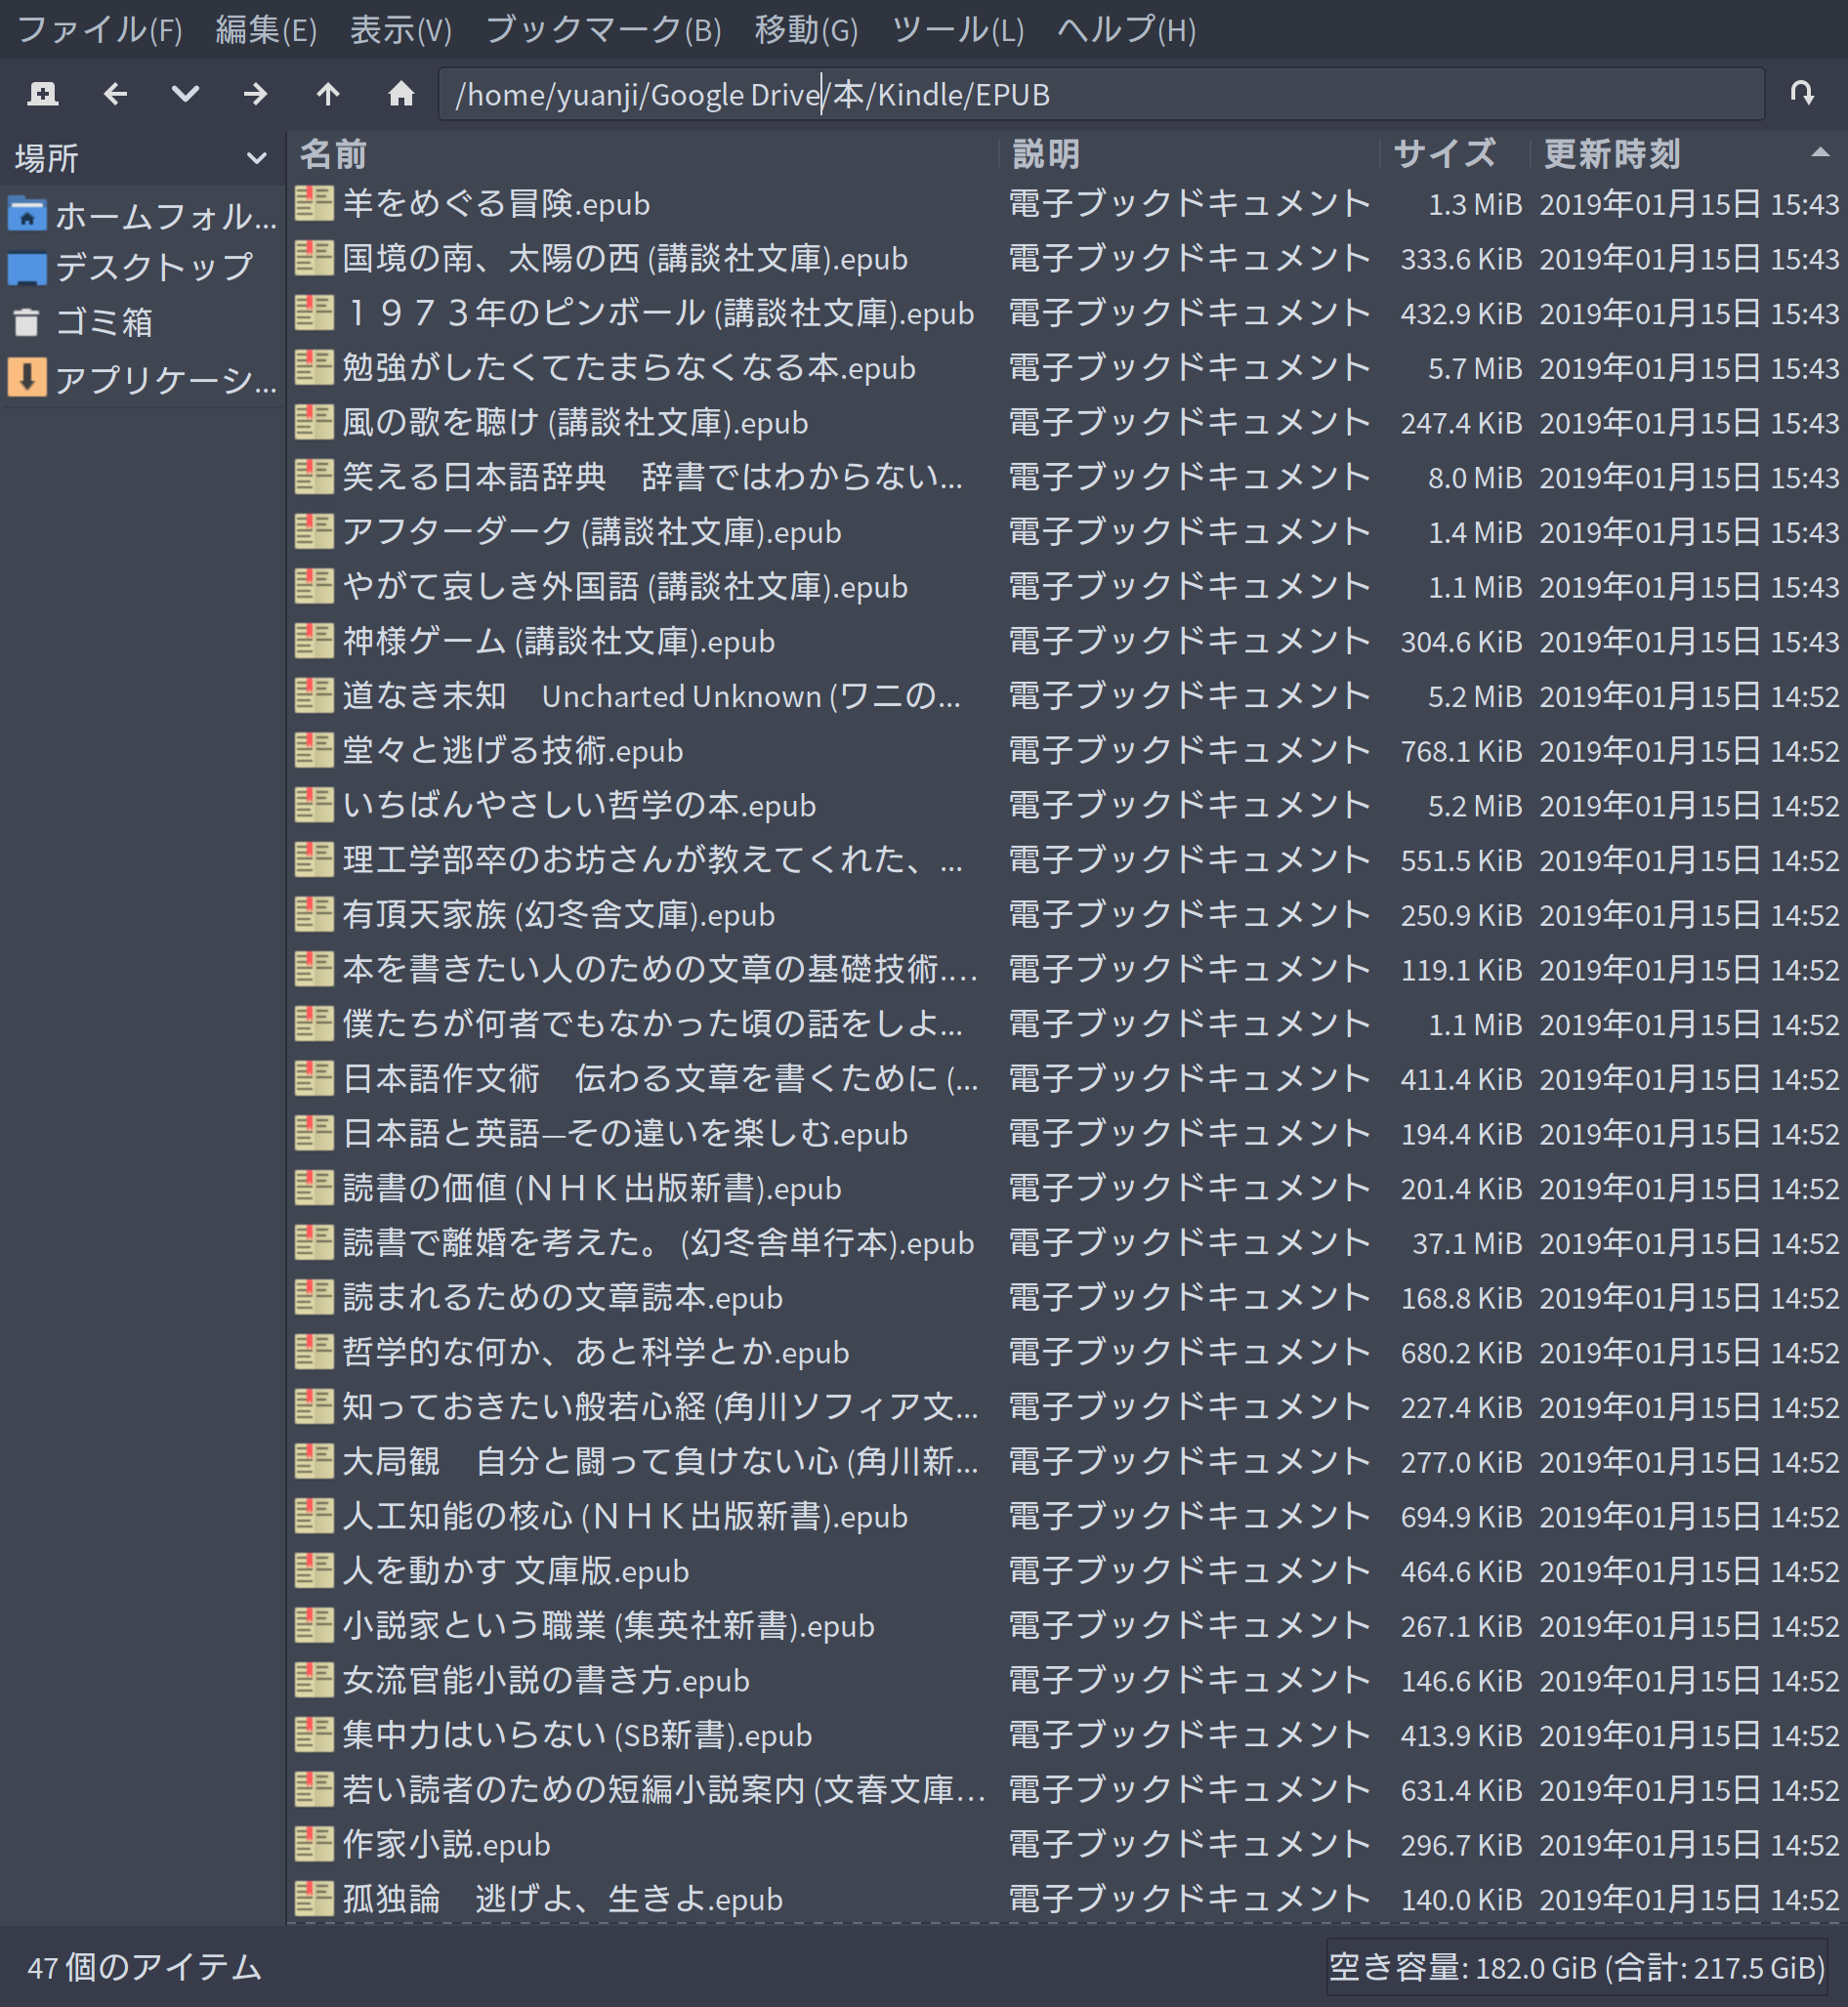 ファイル(F) 編集(E) 表示(V) ブックマーク(B) 移動(G) ツール(L) ヘルプ(H)
/home/yuanji/Google Drive/本/Kindle/EPUB
場所
ホームフォル...
デスクトップ
ゴミ箱
アプリケーシ...
名前 説明 サイズ 更新時刻
羊をめぐる冒険.epub 電子ブックドキュメント 1.3 MiB 2019年01月15日 15:43
国境の南、太陽の西 (講談社文庫).epub 電子ブックドキュメント 333.6 KiB 2019年01月15日 15:43
１９７３年のピンボール (講談社文庫).epub 電子ブックドキュメント 432.9 KiB 2019年01月15日 15:43
勉強がしたくてたまらなくなる本.epub 電子ブックドキュメント 5.7 MiB 2019年01月15日 15:43
風の歌を聴け (講談社文庫).epub 電子ブックドキュメント 247.4 KiB 2019年01月15日 15:43
笑える日本語辞典　辞書ではわからない... 電子ブックドキュメント 8.0 MiB 2019年01月15日 15:43
アフターダーク (講談社文庫).epub 電子ブックドキュメント 1.4 MiB 2019年01月15日 15:43
やがて哀しき外国語 (講談社文庫).epub 電子ブックドキュメント 1.1 MiB 2019年01月15日 15:43
神様ゲーム (講談社文庫).epub 電子ブックドキュメント 304.6 KiB 2019年01月15日 15:43
道なき未知　Uncharted Unknown (ワニの... 電子ブックドキュメント 5.2 MiB 2019年01月15日 14:52
堂々と逃げる技術.epub 電子ブックドキュメント 768.1 KiB 2019年01月15日 14:52
いちばんやさしい哲学の本.epub 電子ブックドキュメント 5.2 MiB 2019年01月15日 14:52
理工学部卒のお坊さんが教えてくれた、... 電子ブックドキュメント 551.5 KiB 2019年01月15日 14:52
有頂天家族 (幻冬舎文庫).epub 電子ブックドキュメント 250.9 KiB 2019年01月15日 14:52
本を書きたい人のための文章の基礎技術.... 電子ブックドキュメント 119.1 KiB 2019年01月15日 14:52
僕たちが何者でもなかった頃の話をしよ... 電子ブックドキュメント 1.1 MiB 2019年01月15日 14:52
日本語作文術　伝わる文章を書くために (... 電子ブックドキュメント 411.4 KiB 2019年01月15日 14:52
日本語と英語―その違いを楽しむ.epub 電子ブックドキュメント 194.4 KiB 2019年01月15日 14:52
読書の価値 (ＮＨＫ出版新書).epub 電子ブックドキュメント 201.4 KiB 2019年01月15日 14:52
読書で離婚を考えた。 (幻冬舎単行本).epub 電子ブックドキュメント 37.1 MiB 2019年01月15日 14:52
読まれるための文章読本.epub 電子ブックドキュメント 168.8 KiB 2019年01月15日 14:52
哲学的な何か、あと科学とか.epub 電子ブックドキュメント 680.2 KiB 2019年01月15日 14:52
知っておきたい般若心経 (角川ソフィア文... 電子ブックドキュメント 227.4 KiB 2019年01月15日 14:52
大局観　自分と闘って負けない心 (角川新... 電子ブックドキュメント 277.0 KiB 2019年01月15日 14:52
人工知能の核心 (ＮＨＫ出版新書).epub 電子ブックドキュメント 694.9 KiB 2019年01月15日 14:52
人を動かす 文庫版.epub 電子ブックドキュメント 464.6 KiB 2019年01月15日 14:52
小説家という職業 (集英社新書).epub 電子ブックドキュメント 267.1 KiB 2019年01月15日 14:52
女流官能小説の書き方.epub 電子ブックドキュメント 146.6 KiB 2019年01月15日 14:52
集中力はいらない (SB新書).epub 電子ブックドキュメント 413.9 KiB 2019年01月15日 14:52
若い読者のための短編小説案内 (文春文庫... 電子ブックドキュメント 631.4 KiB 2019年01月15日 14:52
作家小説.epub 電子ブックドキュメント 296.7 KiB 2019年01月15日 14:52
孤独論　逃げよ、生きよ.epub 電子ブックドキュメント 140.0 KiB 2019年01月15日 14:52
47 個のアイテム 空き容量: 182.0 GiB (合計: 217.5 GiB)